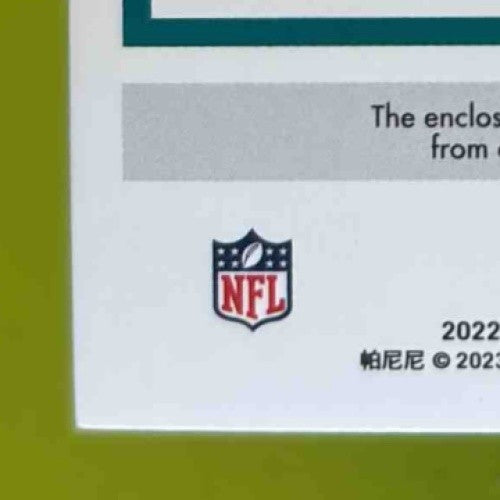 The enclos
from
NFL
2022
帕尼尼 © 2023